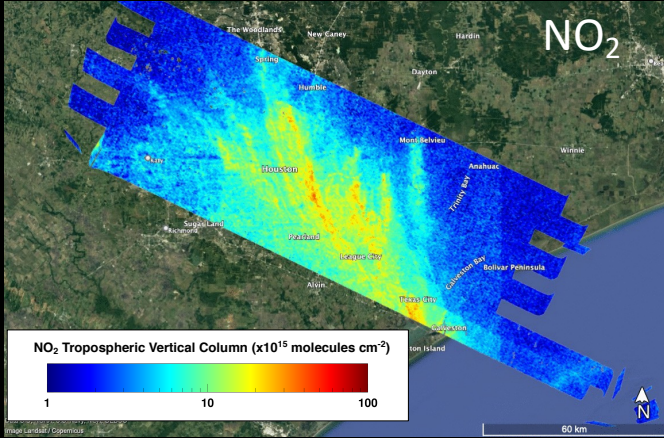 NO₂
The Woodlands
New Caney
Hardin
Spring
Dayton
Humble
Mont Belvieu
Winnie
Anahuac
Katy
Houston
Trinity Bay
Sugar Land
Richmond
Pearland
League City
Galveston Bay
Bolivar Peninsula
Alvin
Texas City
Galveston
ton Island
NO₂ Tropospheric Vertical Column (x10¹⁵ molecules cm⁻²)
1 10 100
Image Landsat / Copernicus
N
60 km